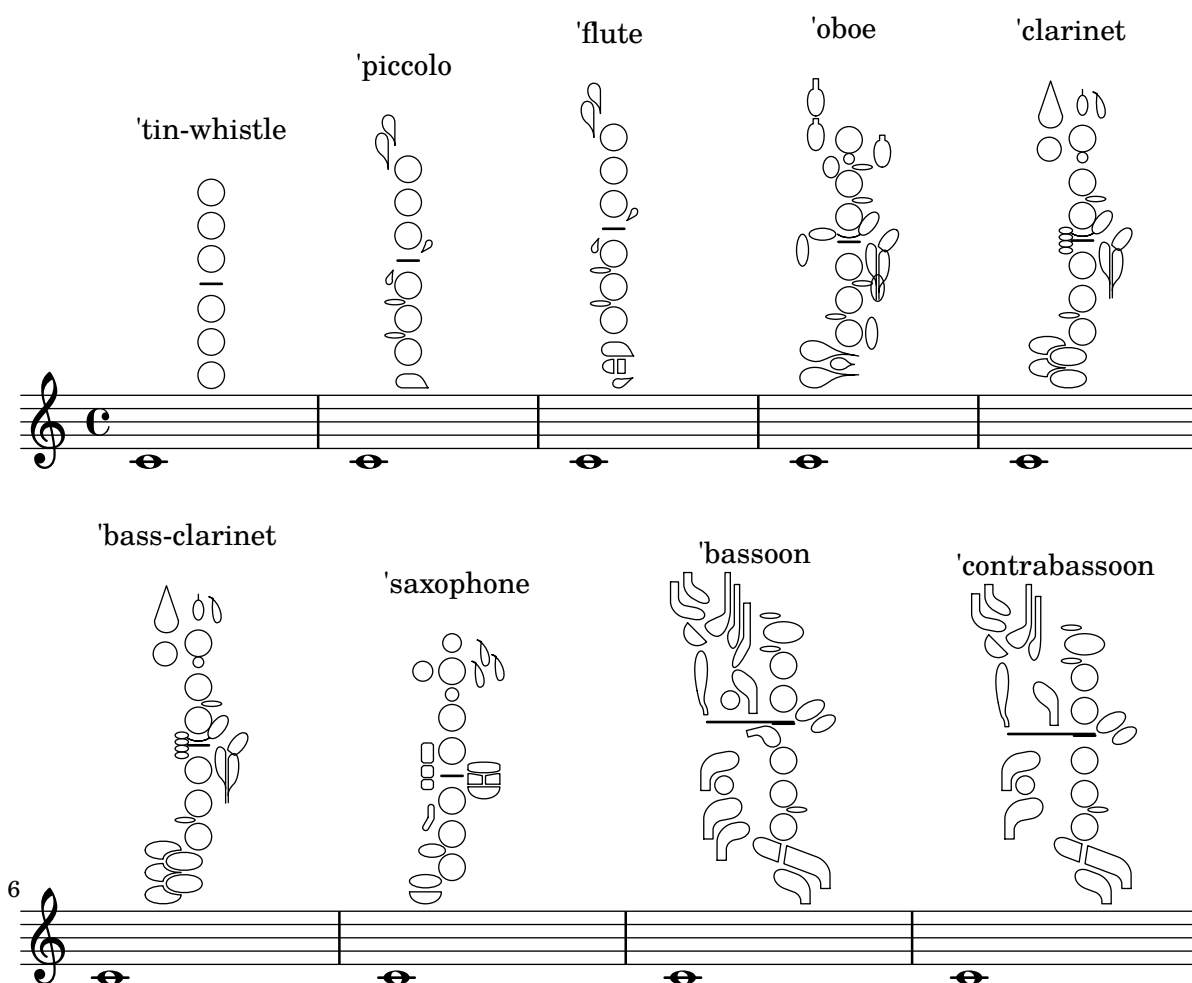 'tin-whistle
'piccolo
'flute
'oboe
'clarinet
'bass-clarinet
'saxophone
'bassoon
'contrabassoon
6